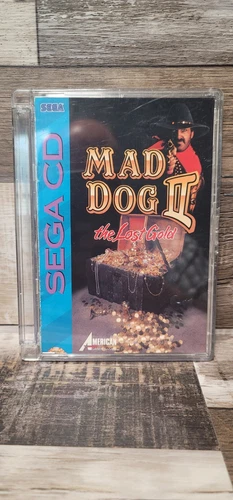 SEGA
SEGA CD
MAD
DOG II
the Lost Gold
AMERICAN